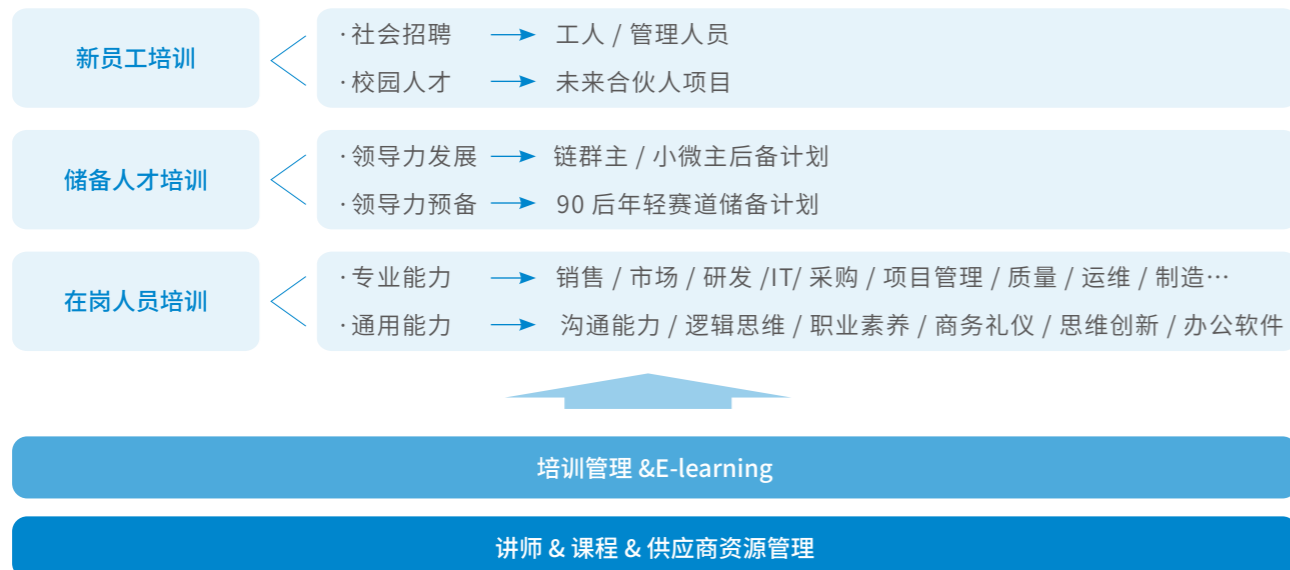 新员工培训
·社会招聘 → 工人 / 管理人员
·校园人才 → 未来合伙人项目
储备人才培训
·领导力发展 → 链群主 / 小微主后备计划
·领导力预备 → 90 后年轻赛道储备计划
在岗人员培训
·专业能力 → 销售 / 市场 / 研发 /IT/ 采购 / 项目管理 / 质量 / 运维 / 制造…
·通用能力 → 沟通能力 / 逻辑思维 / 职业素养 / 商务礼仪 / 思维创新 / 办公软件
培训管理 &E-learning
讲师 & 课程 & 供应商资源管理